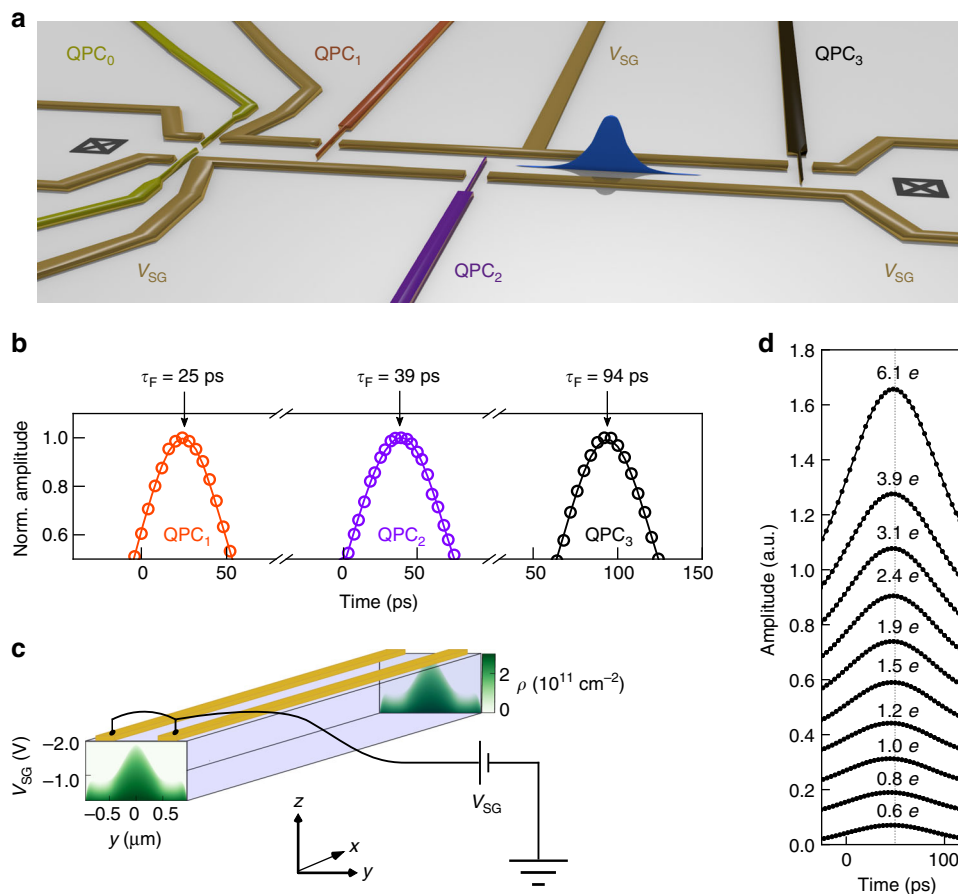 a
QPC0 QPC1 VSG QPC3
VSG QPC2 VSG
b
τF = 25 ps τF = 39 ps τF = 94 ps
Norm. amplitude
1.0
0.8
0.6
QPC1 QPC2 QPC3
0 50 0 50 50 100 150
Time (ps)
c
2
0
ρ (10¹¹ cm⁻²)
VSG (V)
−2.0
−1.0
−0.5 0 0.5
y (μm)
VSG
z
x
y
d
Amplitude (a.u.)
1.8
1.6
1.4
1.2
1.0
0.8
0.6
0.4
0.2
0.0
6.1 e
3.9 e
3.1 e
2.4 e
1.9 e
1.5 e
1.2 e
1.0 e
0.8 e
0.6 e
0 100
Time (ps)